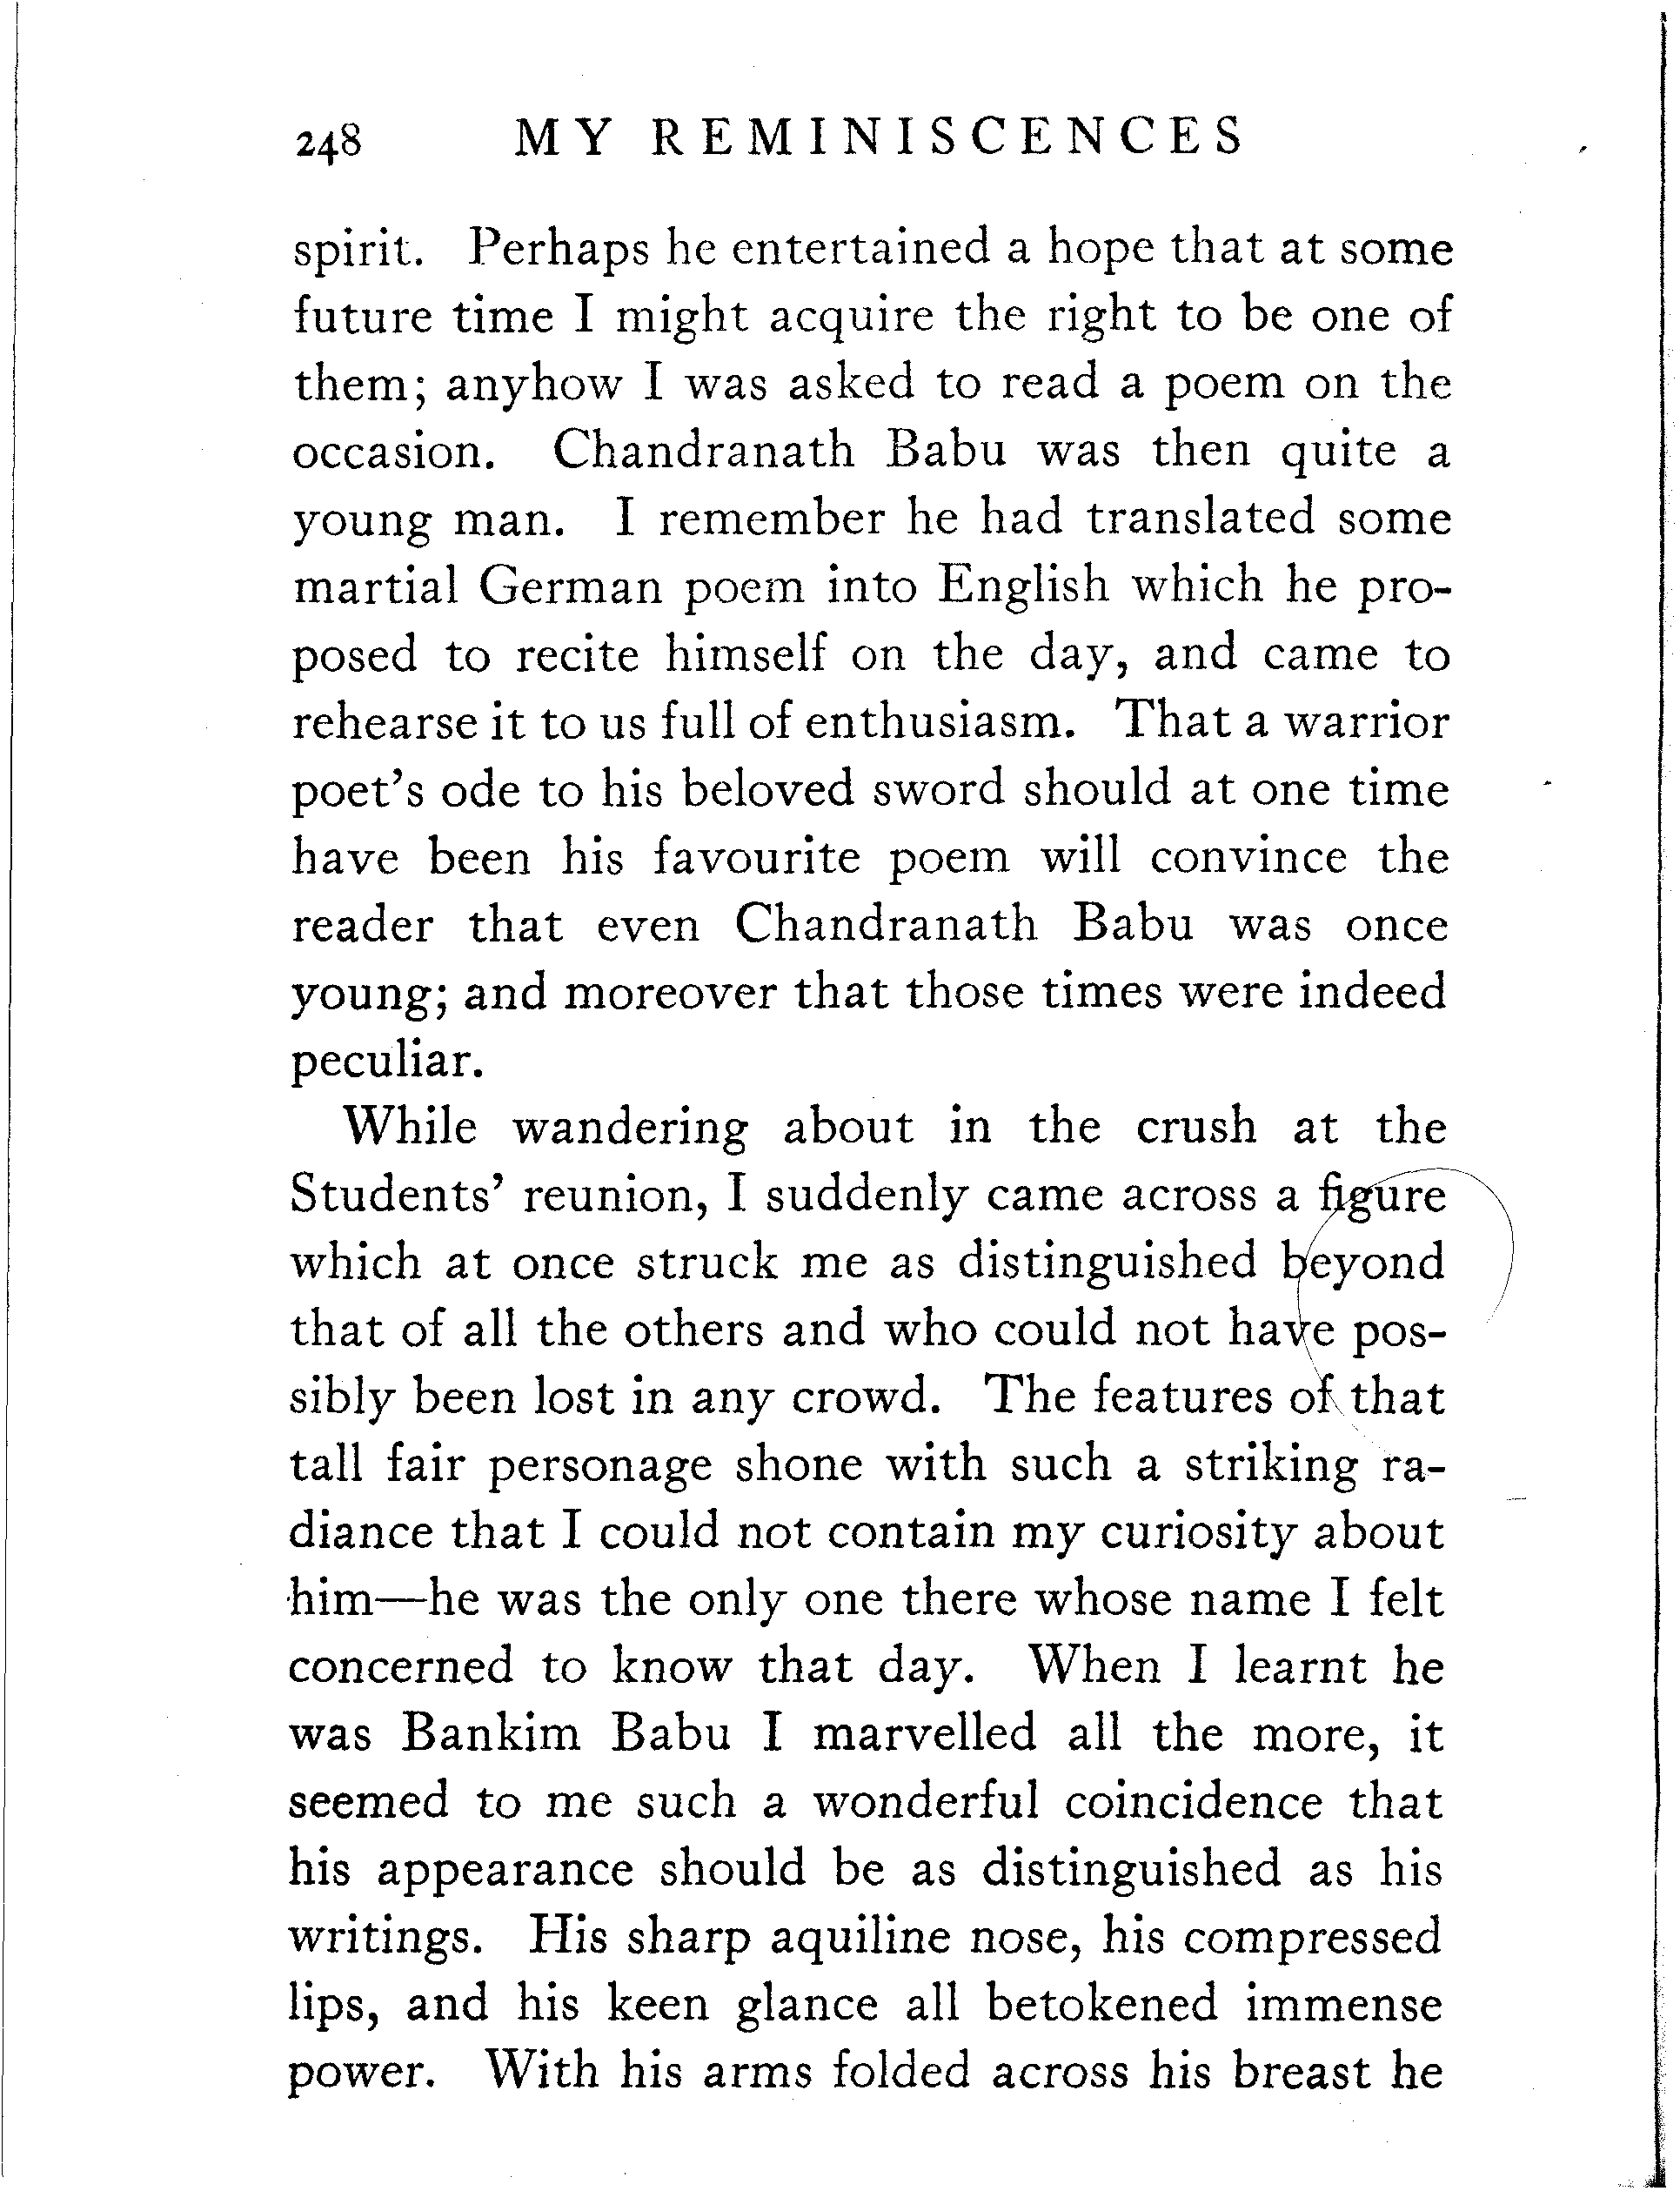 248 MY REMINISCENCES
spirit. Perhaps he entertained a hope that at some
future time I might acquire the right to be one of
them; anyhow I was asked to read a poem on the
occasion. Chandranath Babu was then quite a
young man. I remember he had translated some
martial German poem into English which he pro-
posed to recite himself on the day, and came to
rehearse it to us full of enthusiasm. That a warrior
poet's ode to his beloved sword should at one time
have been his favourite poem will convince the
reader that even Chandranath Babu was once
young; and moreover that those times were indeed
peculiar.
While wandering about in the crush at the
Students' reunion, I suddenly came across a figure
which at once struck me as distinguished beyond
that of all the others and who could not have pos-
sibly been lost in any crowd. The features of that
tall fair personage shone with such a striking ra-
diance that I could not contain my curiosity about
him—he was the only one there whose name I felt
concerned to know that day. When I learnt he
was Bankim Babu I marvelled all the more, it
seemed to me such a wonderful coincidence that
his appearance should be as distinguished as his
writings. His sharp aquiline nose, his compressed
lips, and his keen glance all betokened immense
power. With his arms folded across his breast he